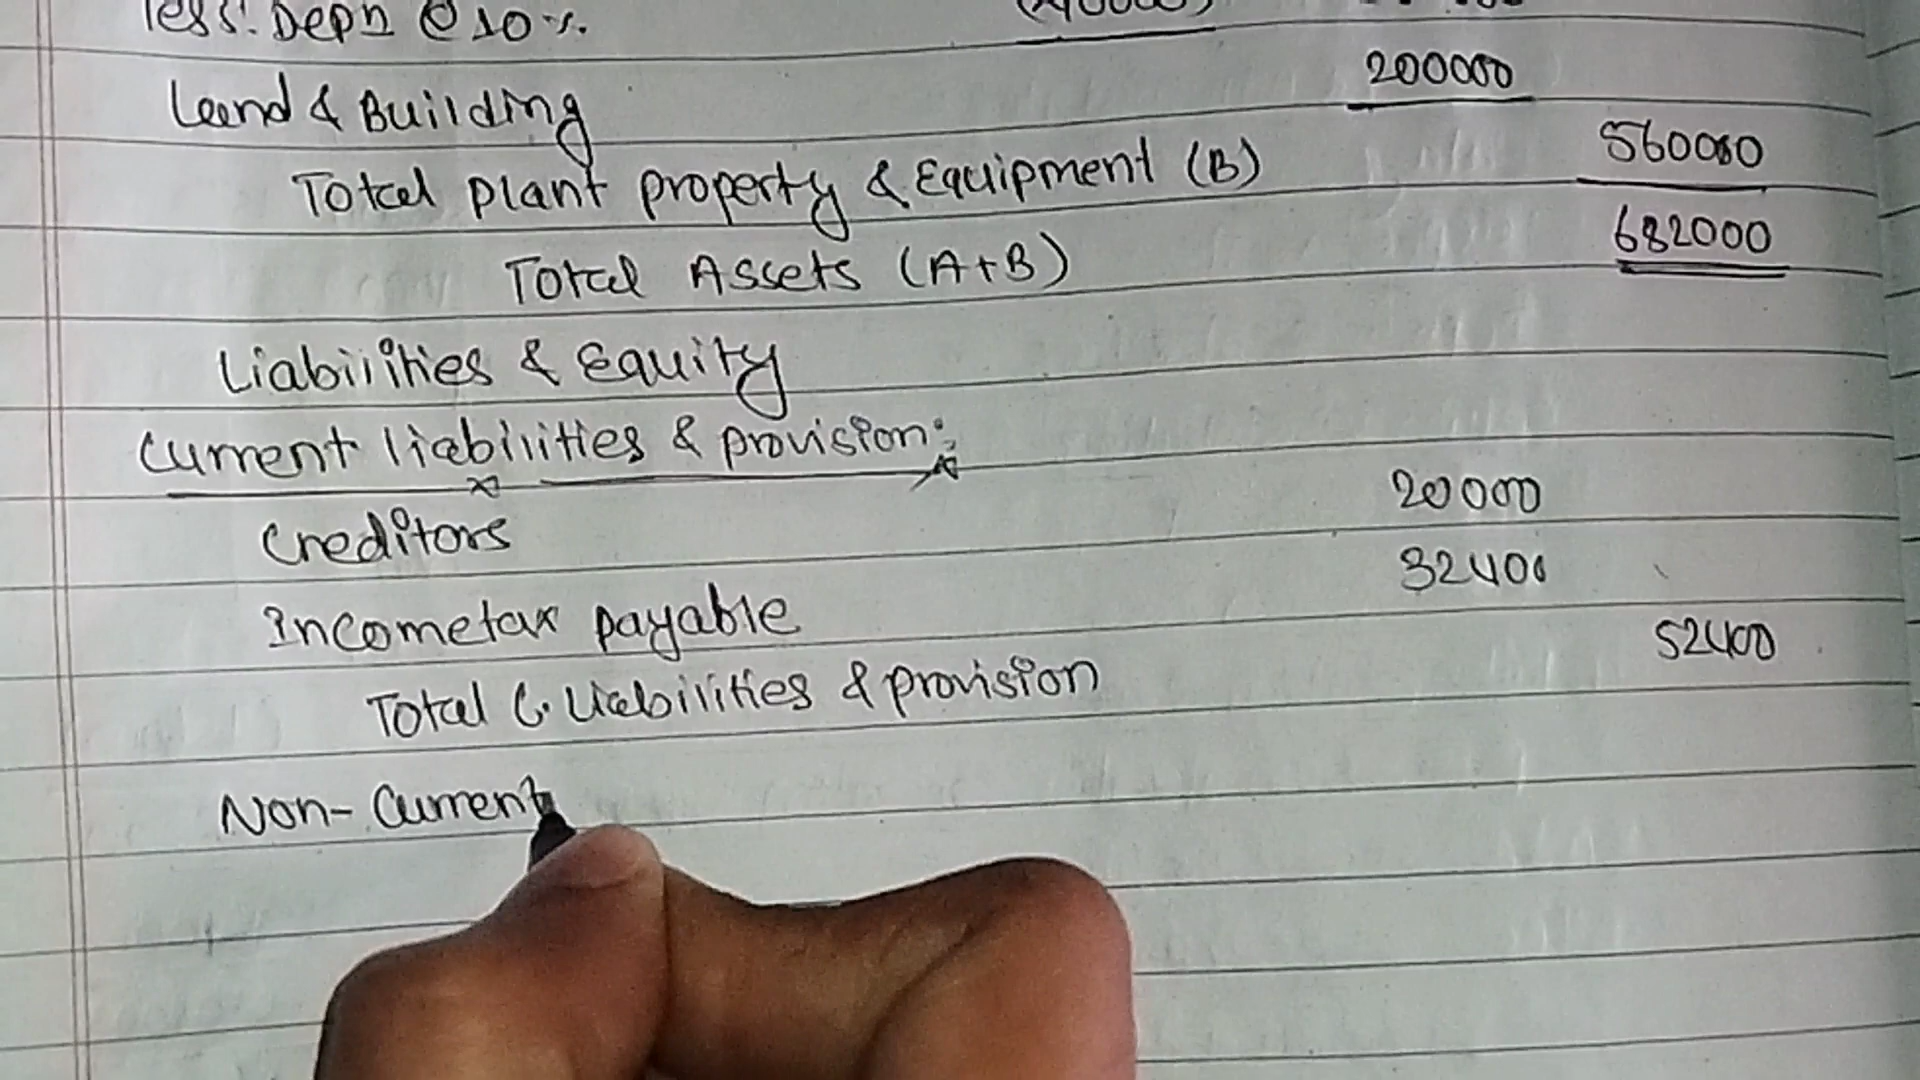 less: Depn @ 10%
200000
Land & Building
560000
Total plant property & Equipment (B)
682000
Total Assets (A+B)
Liabilities & Equity
Current liabilities & provision:
20000
Creditors
32400
Incometax payable
52400
Total C. Liabilities & provision
Non-Current